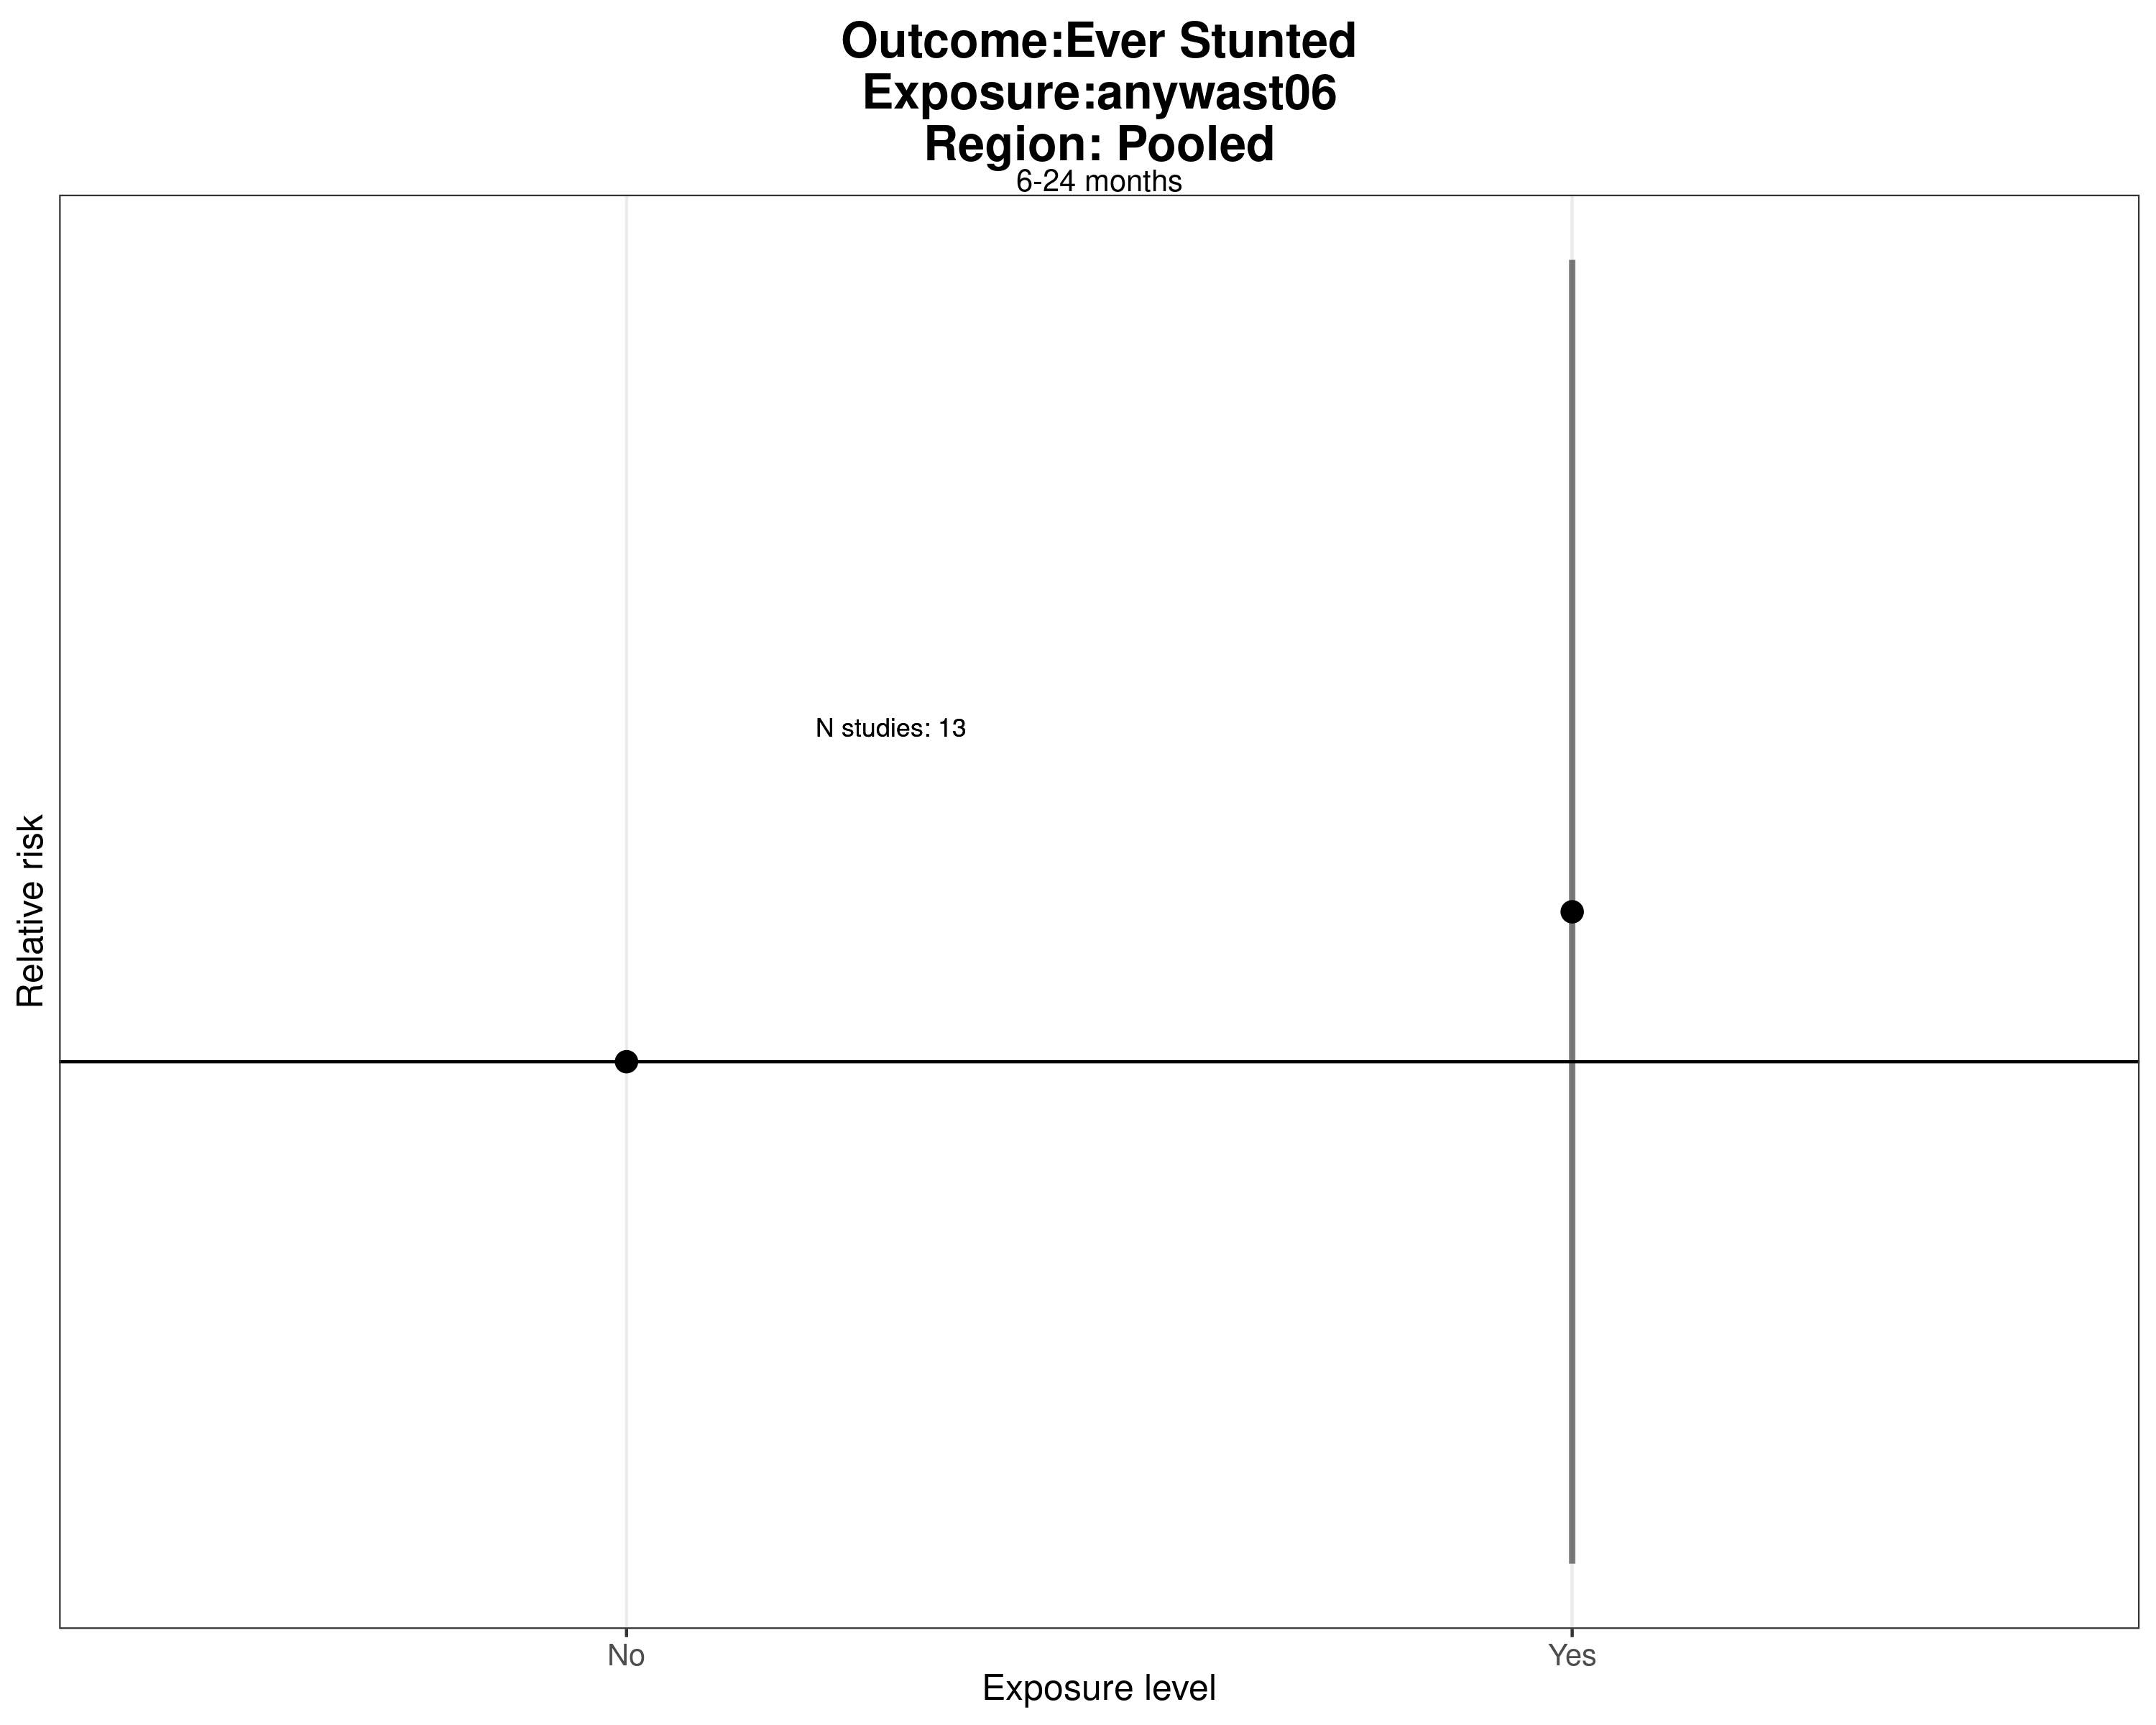 Outcome:Ever Stunted
Exposure:anywast06
Region: Pooled
6-24 months
N studies: 13
Relative risk
No
Yes
Exposure level